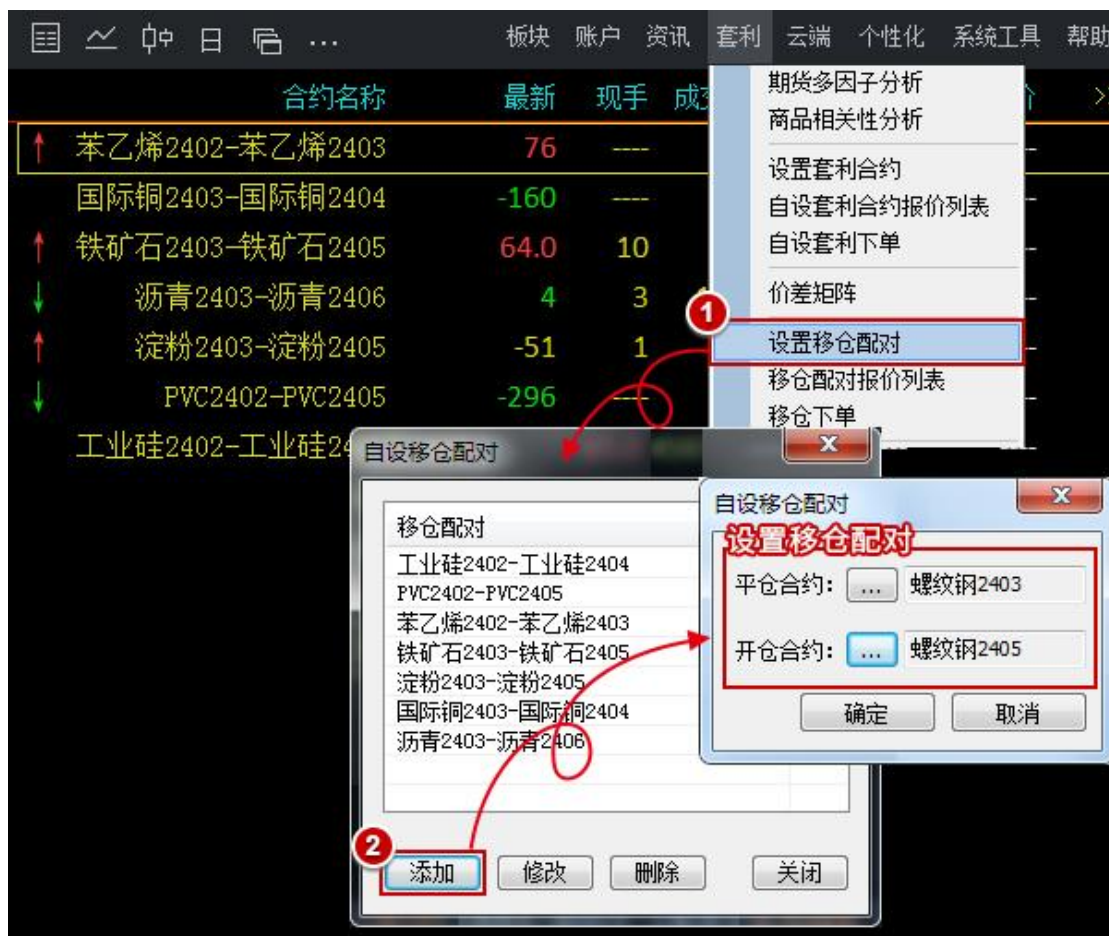 板块 账户 资讯 套利 云端 个性化 系统工具 帮助
合约名称 最新 现手
期货多因子分析
商品相关性分析
苯乙烯2402-苯乙烯2403 76 ----
设置套利合约
国际铜2403-国际铜2404 -160 ----
自设套利合约报价列表
铁矿石2403-铁矿石2405 64.0 10
自设套利下单
沥青2403-沥青2406 4 3
价差矩阵
1
淀粉2403-淀粉2405 -51 1
设置移仓配对
移仓配对报价列表
PVC2402-PVC2405 -296 ----
移仓下单
工业硅2402-工业硅24
自设移仓配对
移仓配对
工业硅2402-工业硅2404
PVC2402-PVC2405
苯乙烯2402-苯乙烯2403
铁矿石2403-铁矿石2405
淀粉2403-淀粉2405
国际铜2403-国际铜2404
沥青2403-沥青2406
2
添加 修改 删除 关闭
自设移仓配对
设置移仓配对
平仓合约: ... 螺纹钢2403
开仓合约: ... 螺纹钢2405
确定 取消